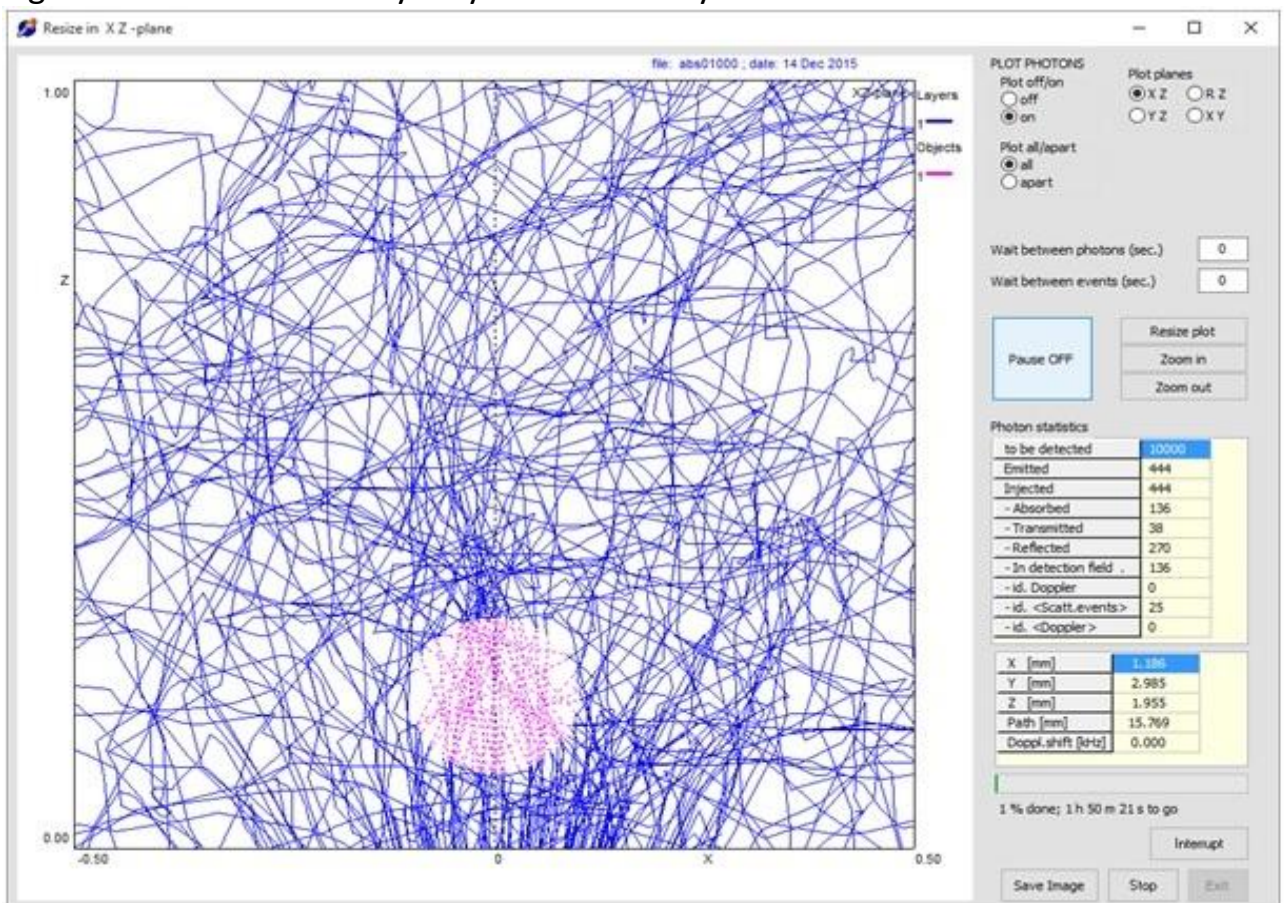 Resize in X Z -plane
file: abs01000 ; date: 14 Dec 2015
XZ-plane
1.00
Z
0.00
-0.50
0
X
0.50
Layers
1
Objects
1
PLOT PHOTONS
Plot off/on
off
on
Plot planes
X Z
R Z
Y Z
X Y
Plot all/apart
all
apart
Wait between photons (sec.) 0
Wait between events (sec.) 0
Pause OFF
Resize plot
Zoom in
Zoom out
Photon statistics
to be detected 10000
Emitted 444
Injected 444
- Absorbed 136
- Transmitted 38
- Reflected 270
- In detection field . 136
- id. Doppler 0
- id. <Scatt.events> 25
- id. <Doppler> 0
X [mm] 1.186
Y [mm] 2.985
Z [mm] 1.955
Path [mm] 15.769
Doppl.shift [kHz] 0.000
1 % done; 1 h 50 m 21 s to go
Interrupt
Save Image
Stop
Exit